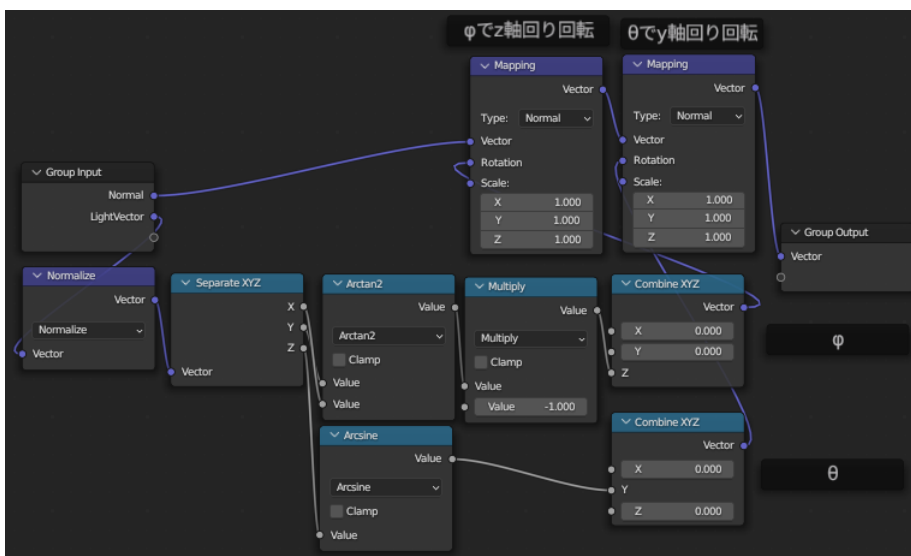 φでz軸回り回転
θでy軸回り回転
Mapping
Vector
Type: Normal
Vector
Rotation
Scale:
X 1.000
Y 1.000
Z 1.000
Mapping
Vector
Type: Normal
Vector
Rotation
Scale:
X 1.000
Y 1.000
Z 1.000
Group Input
Normal
LightVector
Group Output
Vector
Normalize
Vector
Normalize
Vector
Separate XYZ
X
Y
Z
Vector
Arctan2
Value
Arctan2
Clamp
Value
Value
Multiply
Value
Multiply
Clamp
Value
Value -1.000
Combine XYZ
Vector
X 0.000
Y 0.000
Z
φ
Arcsine
Value
Arcsine
Clamp
Value
Combine XYZ
Vector
X 0.000
Y
Z 0.000
θ